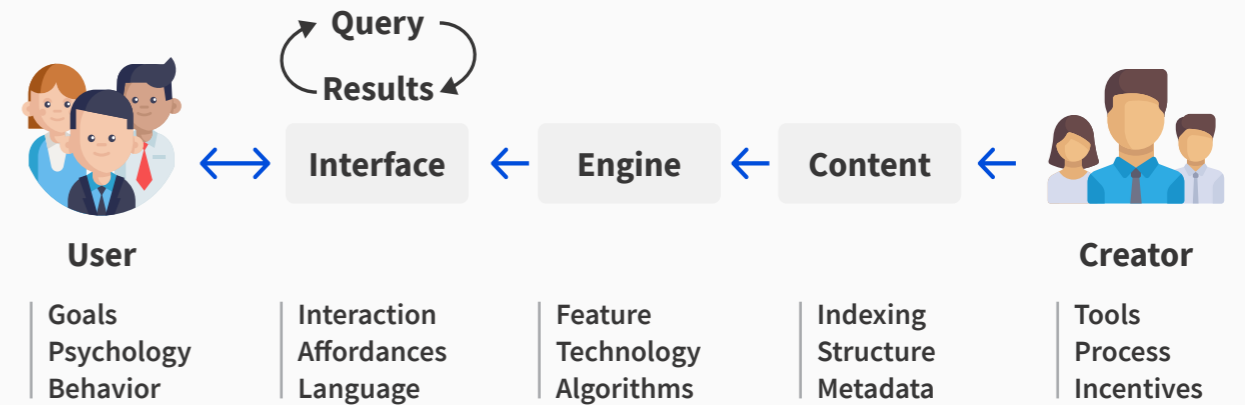 Query
Results
Interface
Engine
Content
User
Creator
Goals
Psychology
Behavior
Interaction
Affordances
Language
Feature
Technology
Algorithms
Indexing
Structure
Metadata
Tools
Process
Incentives